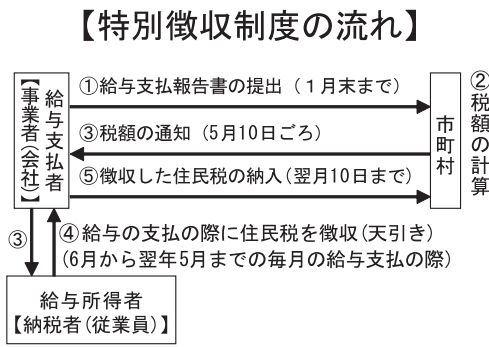 【特別徴収制度の流れ】
給与支払者
【事業者(会社)】
①給与支払報告書の提出（１月末まで）
②税額の計算
市町村
③税額の通知（5月10日ごろ）
⑤徴収した住民税の納入(翌月10日まで)
③
④給与の支払の際に住民税を徴収(天引き)
(6月から翌年5月までの毎月の給与支払の際)
給与所得者
【納税者(従業員)】